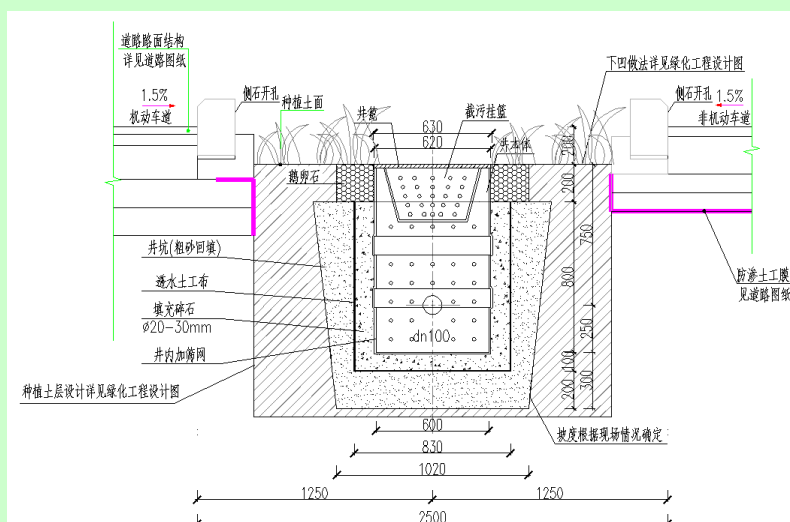 道路路面结构
详见道路图纸
下凹做法详见绿化工程设计图
1.5%
机动车道
侧石开孔
种植土面
井篦
截污挂篮
侧石开孔
1.5%
非机动车道
630
620
井本体
200
鹅卵石
200
750
井坑(粗砂回填)
透水土工布
800
防渗土工膜
见道路图纸
填充碎石
ø20-30mm
dn100
250
井内加筛网
100
300
200
种植土层设计详见绿化工程设计图
600
坡度根据现场情况确定
830
1020
1250
1250
2500